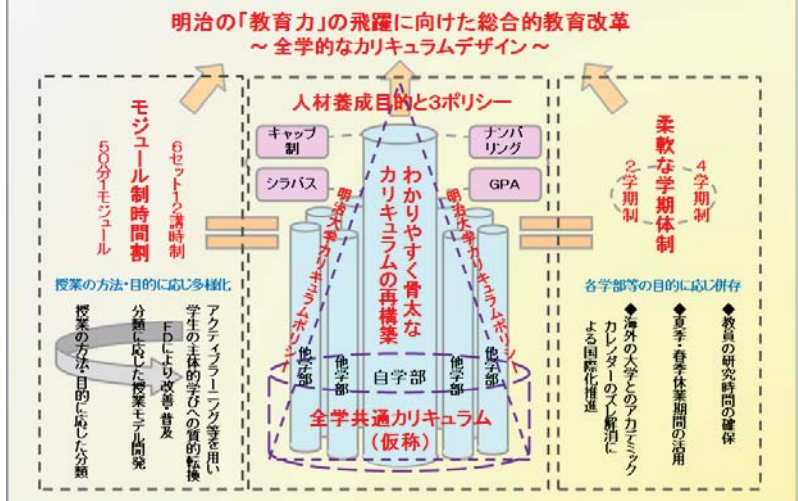 明治の「教育力」の飛躍に向けた総合的教育改革
～ 全学的なカリキュラムデザイン ～
モジュール制時間割
６セット１２講時制
５０分１モジュール
授業の方法・目的に応じ多様化
アクティブラーニング等を用い
学生の主体的学びへの質的転換
ＦＤにより改善・普及
分類に応じた授業モデル開発
授業の方法・目的に応じた分類
人材養成目的と3ポリシー
キャップ
制
ナンバ
リング
シラバス
GPA
わかりやすく骨太な
カリキュラムの再構築
明治大学カリキュラムポリシー
明治大学カリキュラムポリシー
他学部
他学部
自学部
他学部
他学部
全学共通カリキュラム
（仮称）
柔軟な学期体制
４学期制
２学期制
各学部等の目的に応じ併存
◆教員の研究時間の確保
◆夏季・春季休業期間の活用
◆海外の大学とのアカデミック
カレンダーのズレ解消に
よる国際化推進